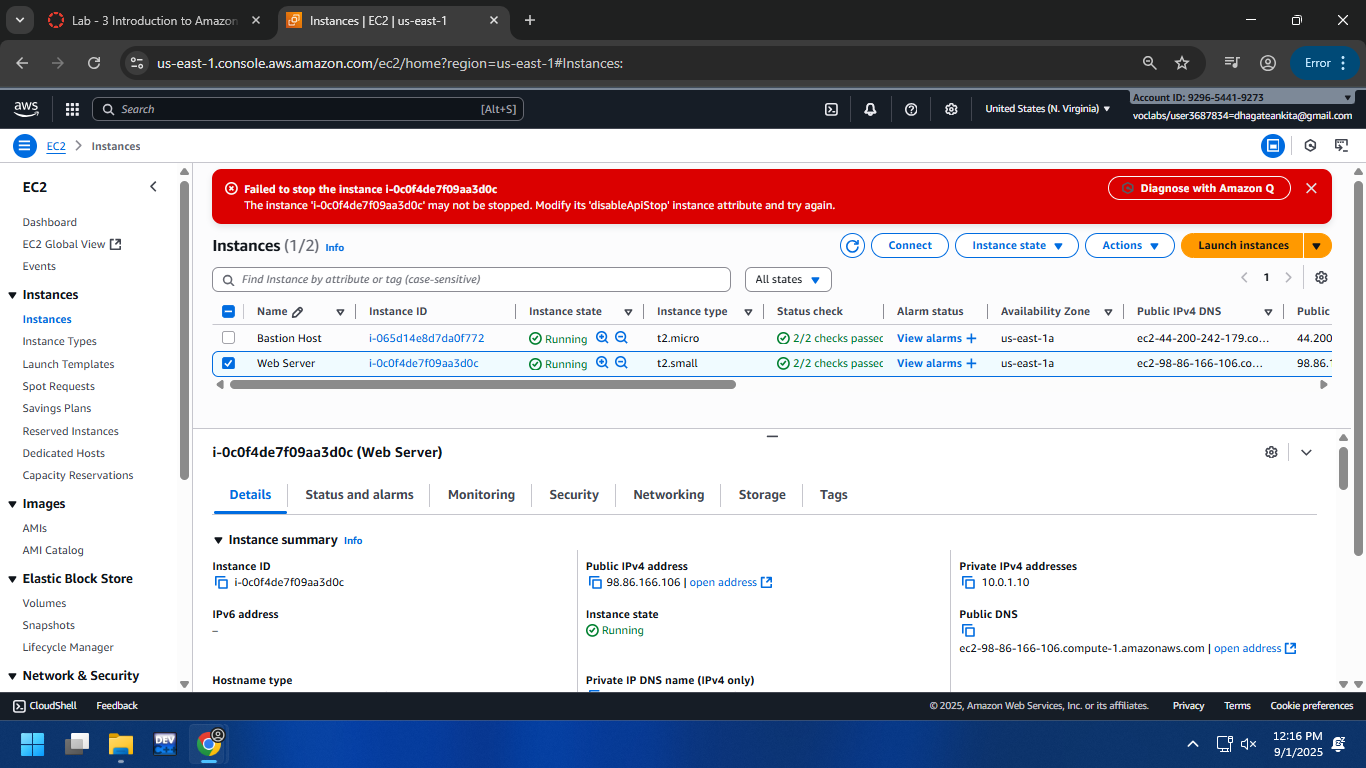 Lab - 3 Introduction to Amazon
Instances | EC2 | us-east-1
us-east-1.console.aws.amazon.com/ec2/home?region=us-east-1#Instances:
Error
aws
Search
[Alt+S]
United States (N. Virginia)
Account ID: 9296-5441-9273
voclabs/user3687834=dhagateankita@gmail.com
EC2
Instances
EC2
Dashboard
EC2 Global View
Events
Instances
Instances
Instance Types
Launch Templates
Spot Requests
Savings Plans
Reserved Instances
Dedicated Hosts
Capacity Reservations
Images
AMIs
AMI Catalog
Elastic Block Store
Volumes
Snapshots
Lifecycle Manager
Network & Security
Failed to stop the instance i-0c0f4de7f09aa3d0c
The instance 'i-0c0f4de7f09aa3d0c' may not be stopped. Modify its 'disableApiStop' instance attribute and try again.
Diagnose with Amazon Q
Instances (1/2) Info
Connect
Instance state
Actions
Launch instances
Find Instance by attribute or tag (case-sensitive)
All states
1
Name Instance ID Instance state Instance type Status check Alarm status Availability Zone Public IPv4 DNS Public
Bastion Host i-065d14e8d7da0f772 Running t2.micro 2/2 checks passec View alarms + us-east-1a ec2-44-200-242-179.co... 44.200
Web Server i-0c0f4de7f09aa3d0c Running t2.small 2/2 checks passec View alarms + us-east-1a ec2-98-86-166-106.co... 98.86.1
i-0c0f4de7f09aa3d0c (Web Server)
Details
Status and alarms
Monitoring
Security
Networking
Storage
Tags
Instance summary Info
Instance ID
i-0c0f4de7f09aa3d0c
IPv6 address
–
Hostname type
Public IPv4 address
98.86.166.106 | open address
Instance state
Running
Private IP DNS name (IPv4 only)
Private IPv4 addresses
10.0.1.10
Public DNS
ec2-98-86-166-106.compute-1.amazonaws.com | open address
CloudShell
Feedback
© 2025, Amazon Web Services, Inc. or its affiliates.
Privacy
Terms
Cookie preferences
DEV
12:16 PM
9/1/2025